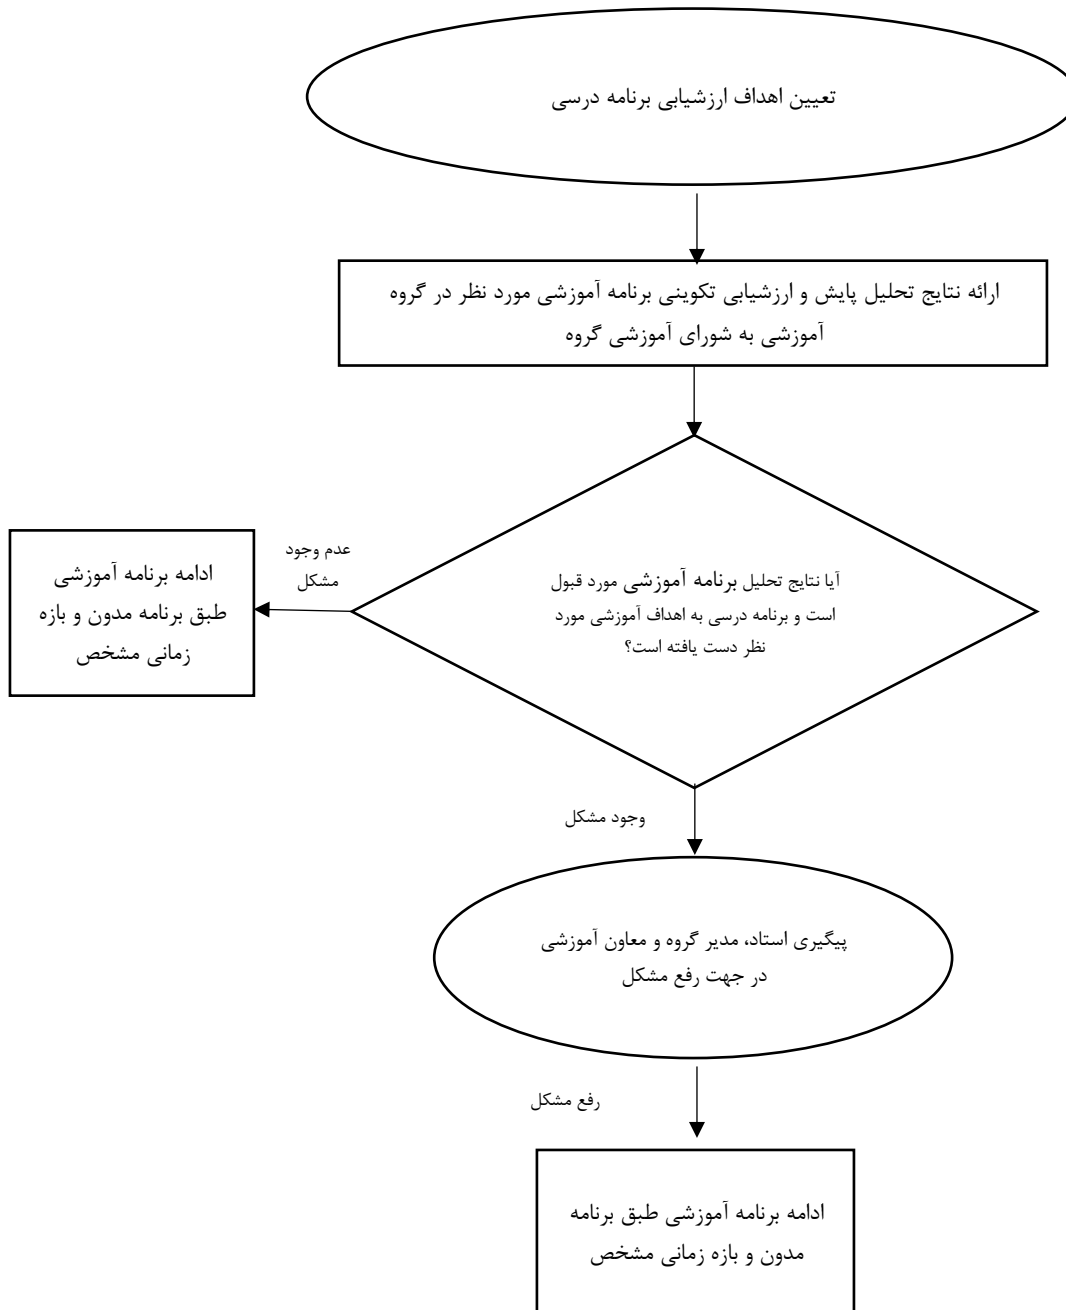 تعیین اهداف ارزشیابی برنامه درسی
ارائه نتایج تحلیل پایش و ارزشیابی تکوینی برنامه آموزشی مورد نظر در گروه
آموزشی به شورای آموزشی گروه
آیا نتایج تحلیل برنامه آموزشی مورد قبول
است و برنامه درسی به اهداف آموزشی مورد
نظر دست یافته است؟
عدم وجود
مشکل
ادامه برنامه آموزشی
طبق برنامه مدون و بازه
زمانی مشخص
وجود مشکل
پیگیری استاد، مدیر گروه و معاون آموزشی
در جهت رفع مشکل
رفع مشکل
ادامه برنامه آموزشی طبق برنامه
مدون و بازه زمانی مشخص